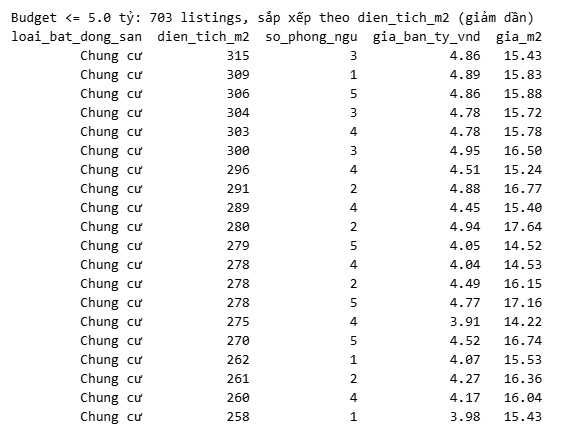 Budget <= 5.0 tỷ: 703 listings, sắp xếp theo dien_tich_m2 (giảm dần)
loai_bat_dong_san dien_tich_m2 so_phong_ngu gia_ban_ty_vnd gia_m2
Chung cư 315 3 4.86 15.43
Chung cư 309 1 4.89 15.83
Chung cư 306 5 4.86 15.88
Chung cư 304 3 4.78 15.72
Chung cư 303 4 4.78 15.78
Chung cư 300 3 4.95 16.50
Chung cư 296 4 4.51 15.24
Chung cư 291 2 4.88 16.77
Chung cư 289 4 4.45 15.40
Chung cư 280 2 4.94 17.64
Chung cư 279 5 4.05 14.52
Chung cư 278 4 4.04 14.53
Chung cư 278 2 4.49 16.15
Chung cư 278 5 4.77 17.16
Chung cư 275 4 3.91 14.22
Chung cư 270 5 4.52 16.74
Chung cư 262 1 4.07 15.53
Chung cư 261 2 4.27 16.36
Chung cư 260 4 4.17 16.04
Chung cư 258 1 3.98 15.43